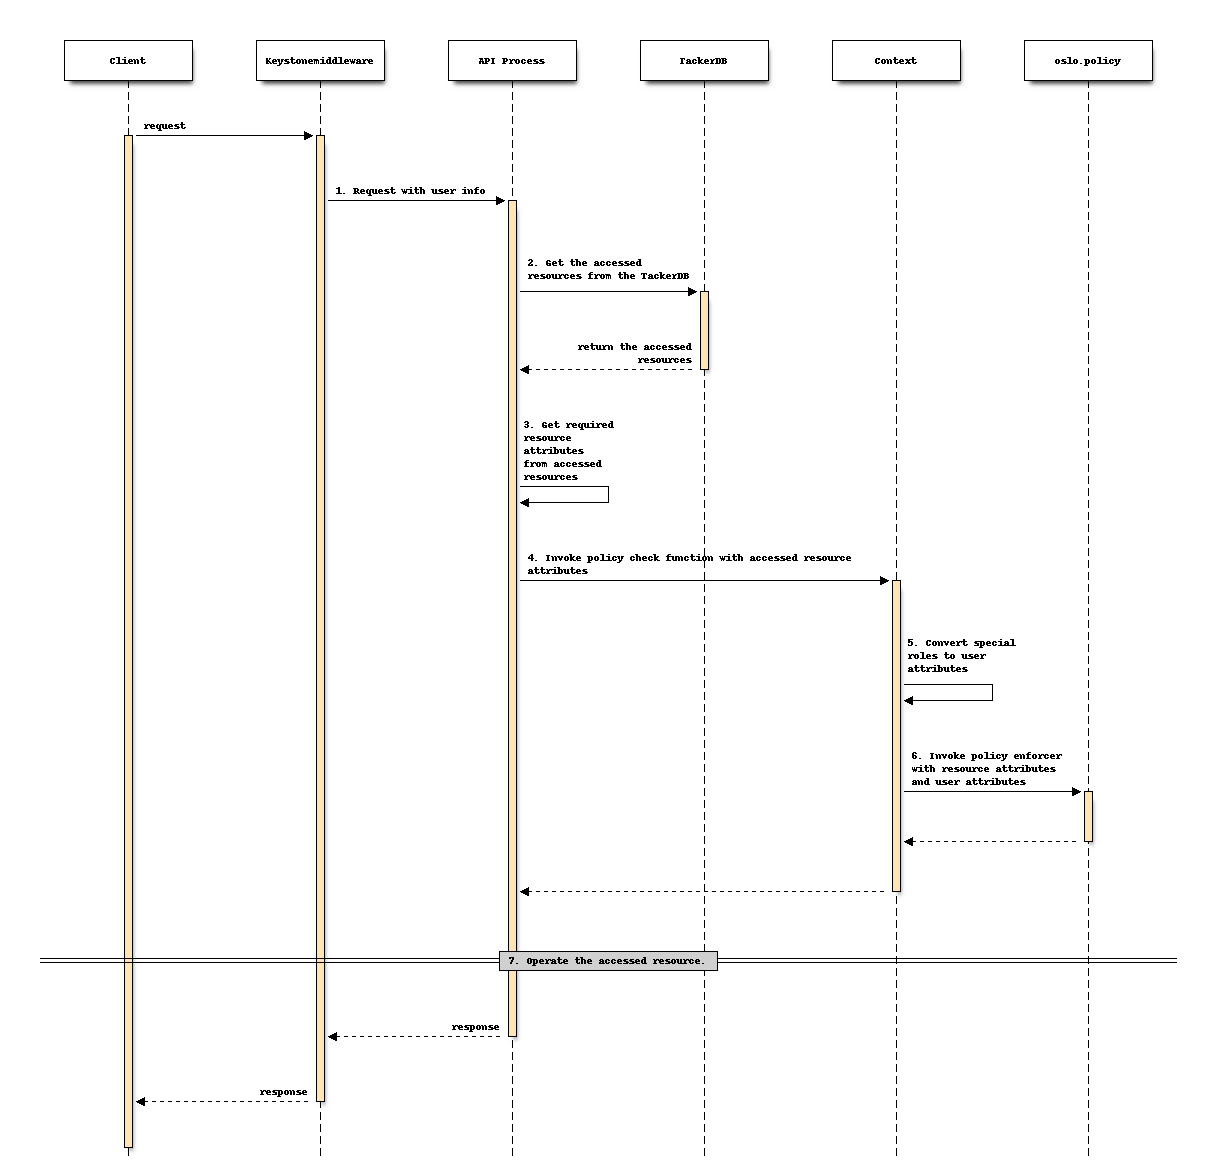 Client
Keystonemiddleware
API Process
TackerDB
Context
oslo.policy
request
1. Request with user info
2. Get the accessed
resources from the TackerDB
return the accessed
resources
3. Get required
resource
attributes
from accessed
resources
4. Invoke policy check function with accessed resource
attributes
5. Convert special
roles to user
attributes
6. Invoke policy enforcer
with resource attributes
and user attributes
7. Operate the accessed resource.
response
response